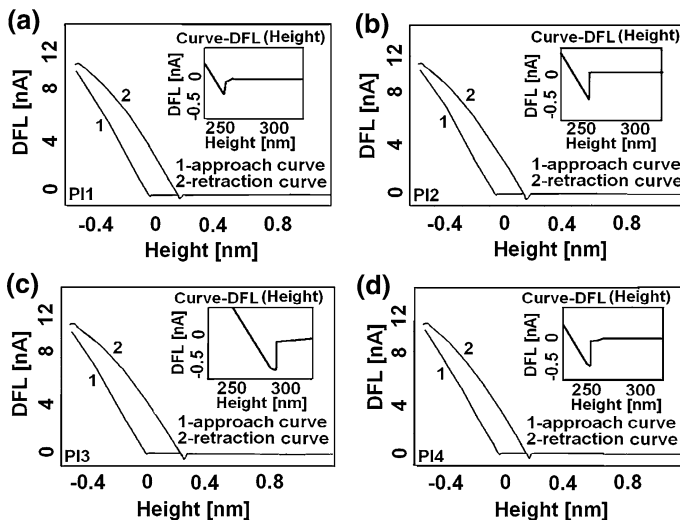 (a)
DFL [nA]
12
8
4
0
-0.4 0 0.4 0.8
Height [nm]
PI1
1
2
Curve-DFL (Height)
DFL [nA]
0
-0.5
250 300
Height [nm]
1-approach curve
2-retraction curve
(b)
DFL [nA]
12
8
4
0
-0.4 0 0.4 0.8
Height [nm]
PI2
1
2
Curve-DFL (Height)
DFL [nA]
0
-0.5
250 300
Height [nm]
1-approach curve
2-retraction curve
(c)
DFL [nA]
12
8
4
0
-0.4 0 0.4 0.8
Height [nm]
PI3
1
2
Curve-DFL (Height)
DFL [nA]
0
-0.5
250 300
Height [nm]
1-approach curve
2-retraction curve
(d)
DFL [nA]
12
8
4
0
-0.4 0 0.4 0.8
Height [nm]
PI4
1
2
Curve-DFL (Height)
DFL [nA]
0
-0.5
250 300
Height [nm]
1-approach curve
2-retraction curve